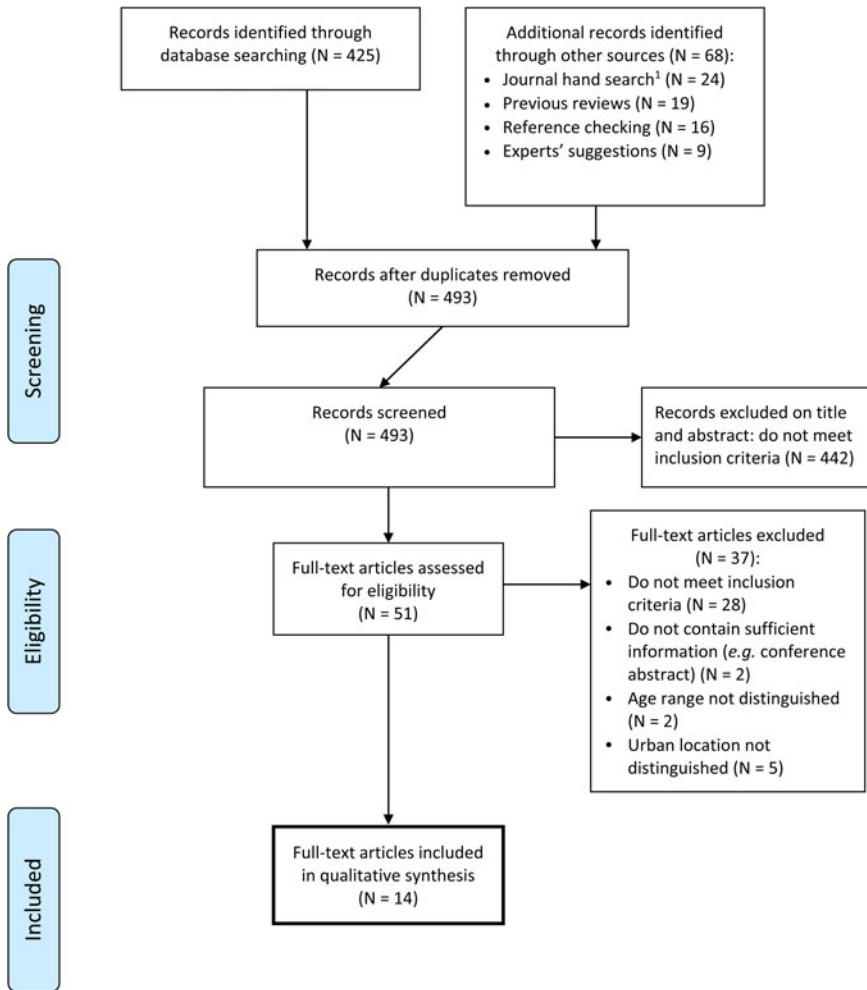 Records identified through
database searching (N = 425)
Additional records identified
through other sources (N = 68):
• Journal hand search¹ (N = 24)
• Previous reviews (N = 19)
• Reference checking (N = 16)
• Experts’ suggestions (N = 9)
Screening
Records after duplicates removed
(N = 493)
Records screened
(N = 493)
Records excluded on title
and abstract: do not meet
inclusion criteria (N = 442)
Eligibility
Full-text articles assessed
for eligibility
(N = 51)
Full-text articles excluded
(N = 37):
• Do not meet inclusion
criteria (N = 28)
• Do not contain sufficient
information (e.g. conference
abstract) (N = 2)
• Age range not distinguished
(N = 2)
• Urban location not
distinguished (N = 5)
Included
Full-text articles included
in qualitative synthesis
(N = 14)